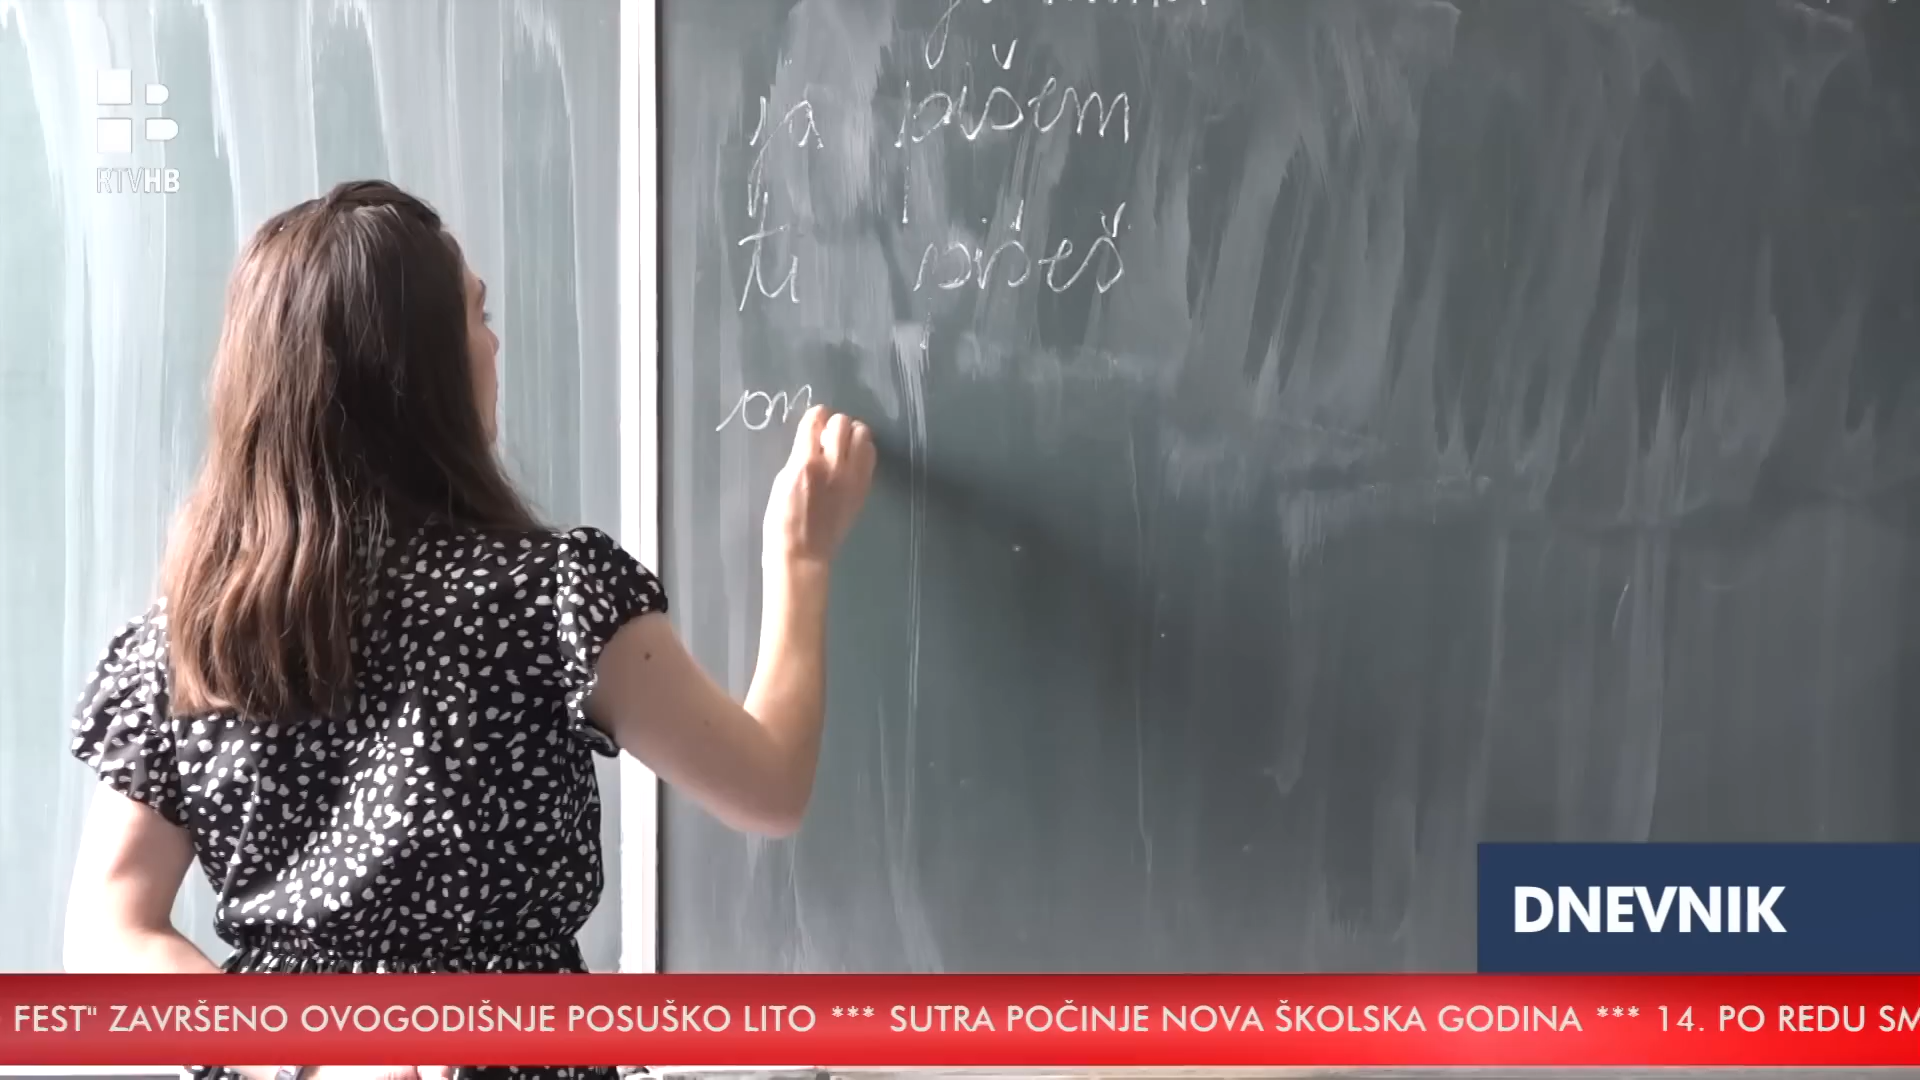 RTVHB
ja pišem
ti pišeš
on
DNEVNIK
FEST" ZAVRŠENO OVOGODIŠNJE POSUŠKO LITO *** SUTRA POČINJE NOVA ŠKOLSKA GODINA *** 14. PO REDU SM